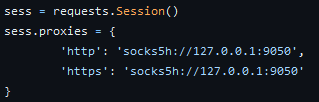 sess = requests.Session()
sess.proxies = {
        'http': 'socks5h://127.0.0.1:9050',
        'https': 'socks5h://127.0.0.1:9050'
}